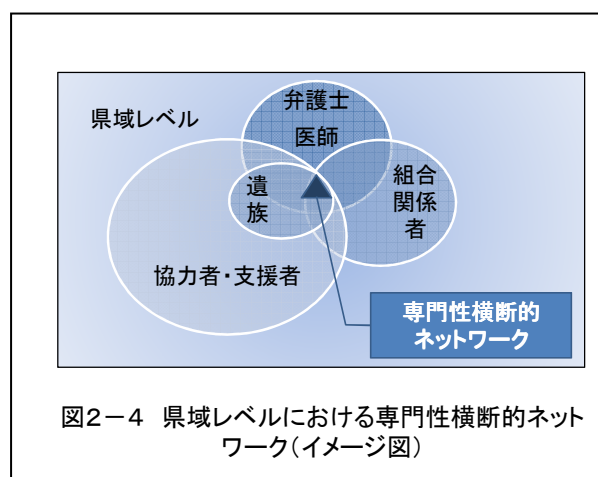 県域レベル
弁護士
医師
遺
族
組合
関係
者
協力者・支援者
専門性横断的
ネットワーク
図2－4 県域レベルにおける専門性横断的ネット
ワーク（イメージ図）